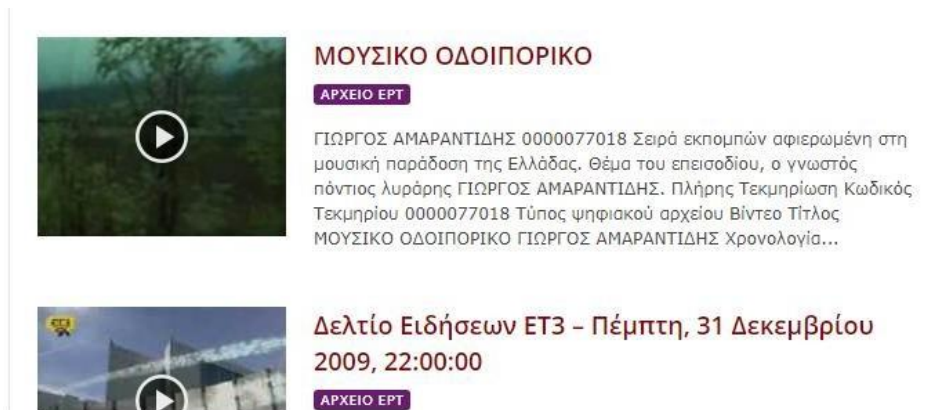 ΜΟΥΣΙΚΟ ΟΔΟΙΠΟΡΙΚΟ
ΑΡΧΕΙΟ ΕΡΤ
ΓΙΩΡΓΟΣ ΑΜΑΡΑΝΤΙΔΗΣ 0000077018 Σειρά εκπομπών αφιερωμένη στη
μουσική παράδοση της Ελλάδας. Θέμα του επεισοδίου, ο γνωστός
πόντιος λυράρης ΓΙΩΡΓΟΣ ΑΜΑΡΑΝΤΙΔΗΣ. Πλήρης Τεκμηρίωση Κωδικός
Τεκμηρίου 0000077018 Τύπος ψηφιακού αρχείου Βίντεο Τίτλος
ΜΟΥΣΙΚΟ ΟΔΟΙΠΟΡΙΚΟ ΓΙΩΡΓΟΣ ΑΜΑΡΑΝΤΙΔΗΣ Χρονολογία...
Δελτίο Ειδήσεων ΕΤ3 – Πέμπτη, 31 Δεκεμβρίου
2009, 22:00:00
ΑΡΧΕΙΟ ΕΡΤ